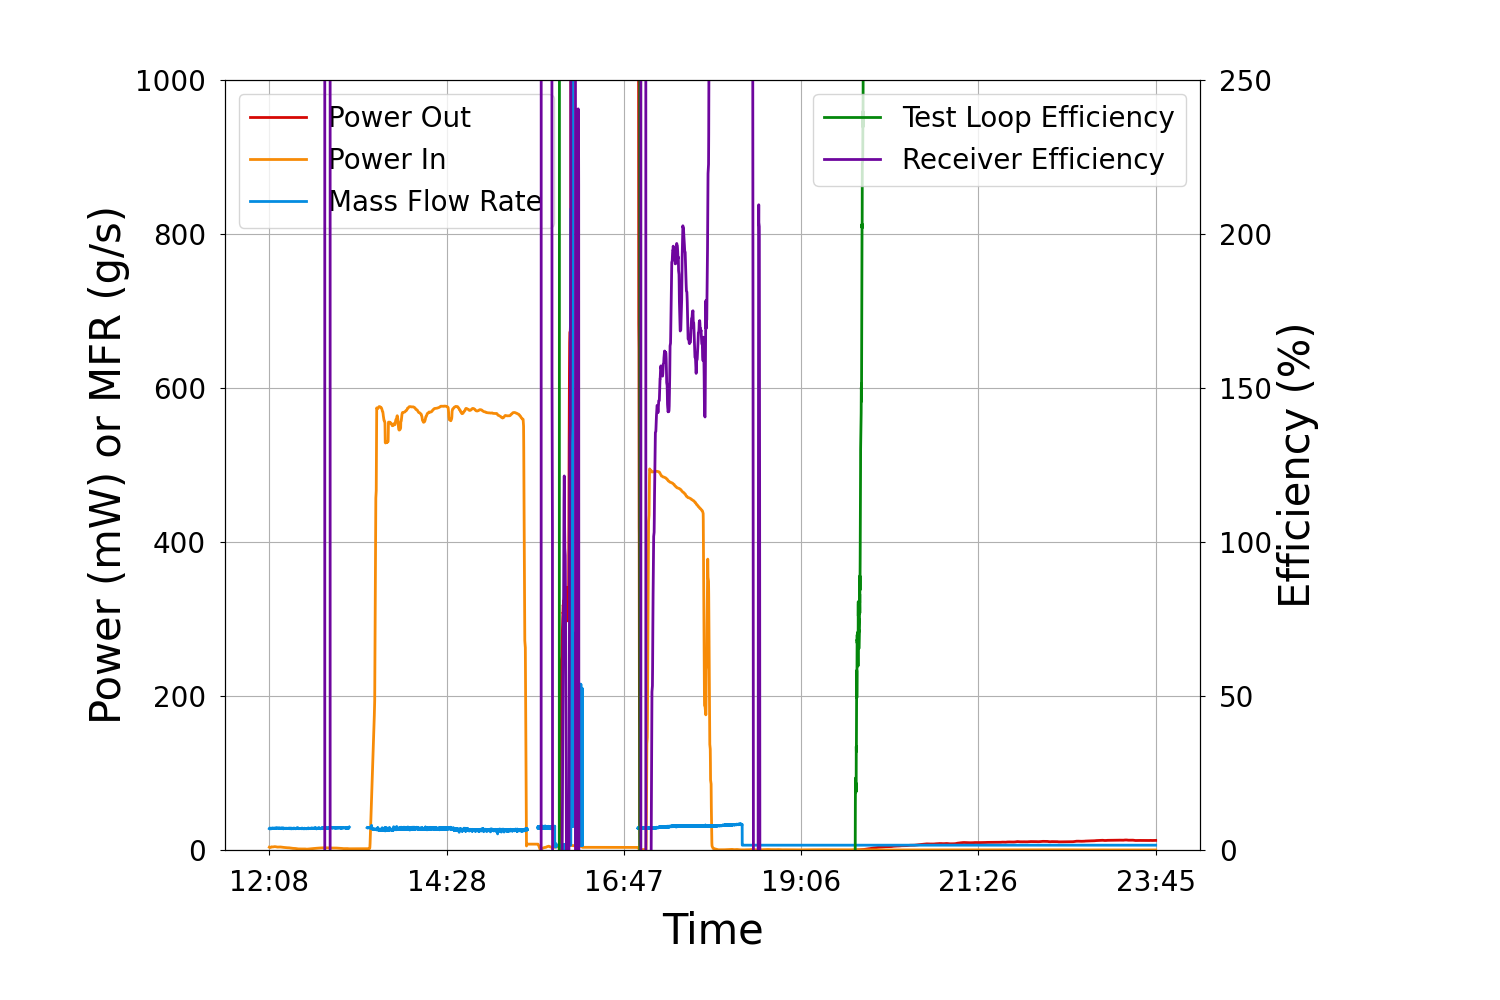 1000
800
600
400
200
0
Power (mW) or MFR (g/s)
Power Out
Power In
Mass Flow Rate
Test Loop Efficiency
Receiver Efficiency
250
200
150
100
50
0
Efficiency (%)
12:08 14:28 16:47 19:06 21:26 23:45
Time